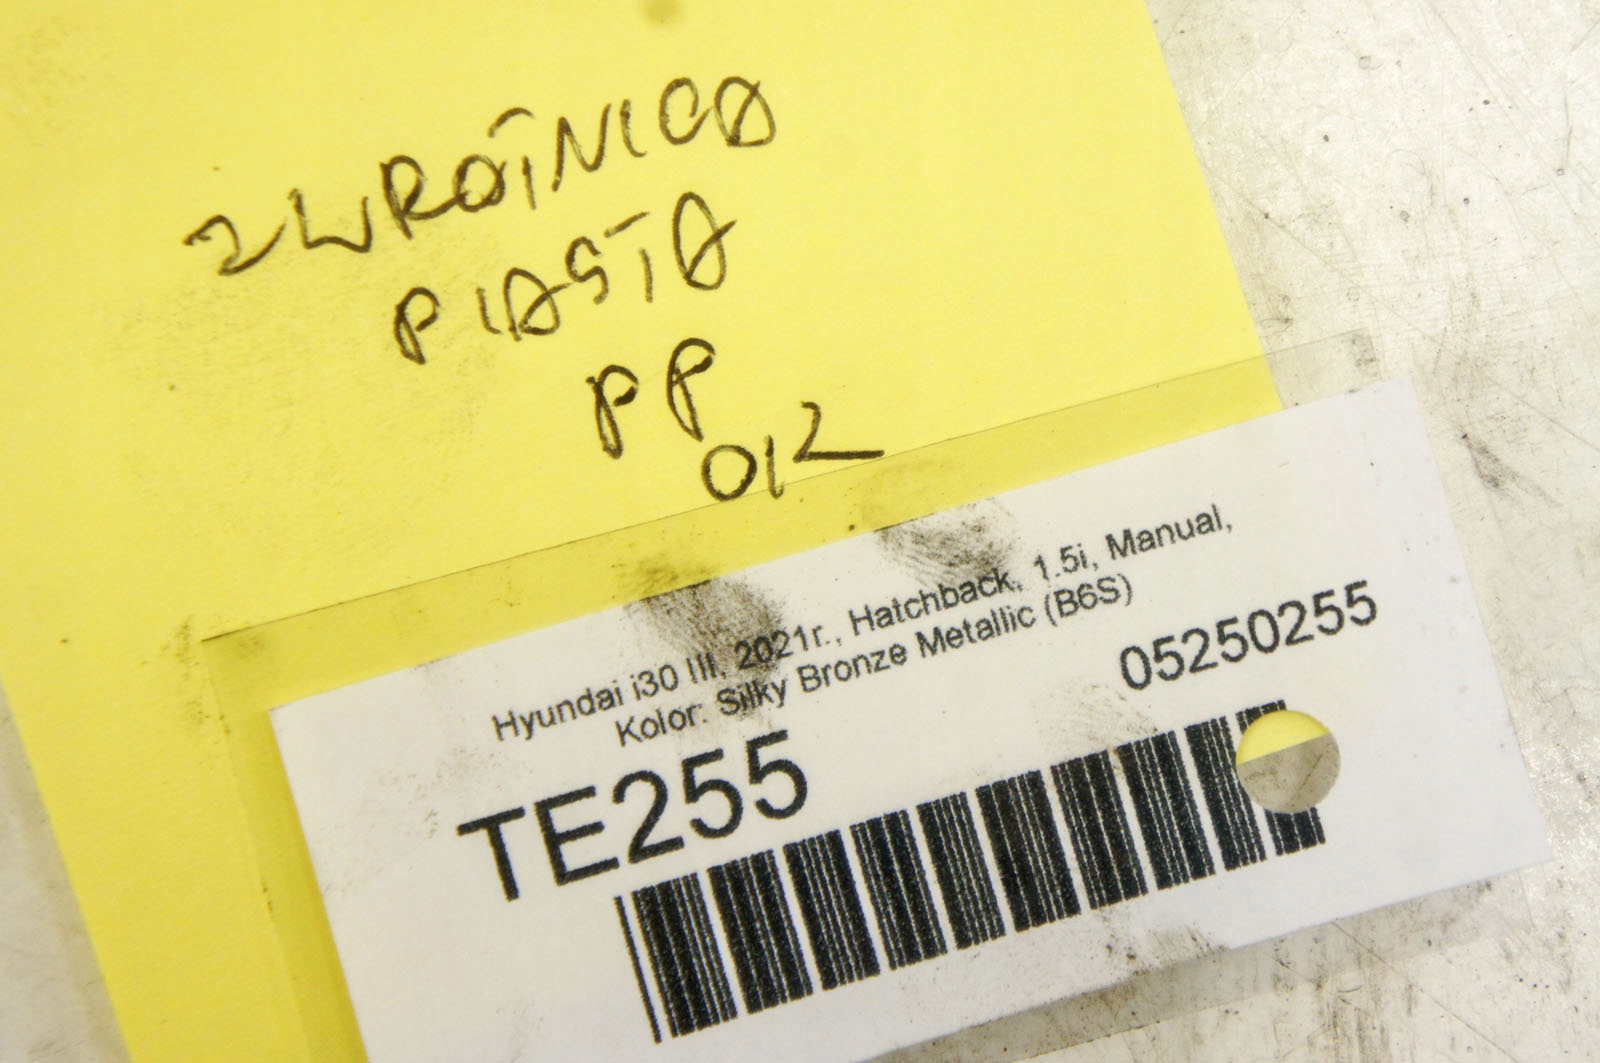 ZWROTNICA
PIASTA
PP
012
Hyundai i30 III, 2021r., Hatchback, 1.5i, Manual,
Kolor: Silky Bronze Metallic (B6S)
05250255
TE255